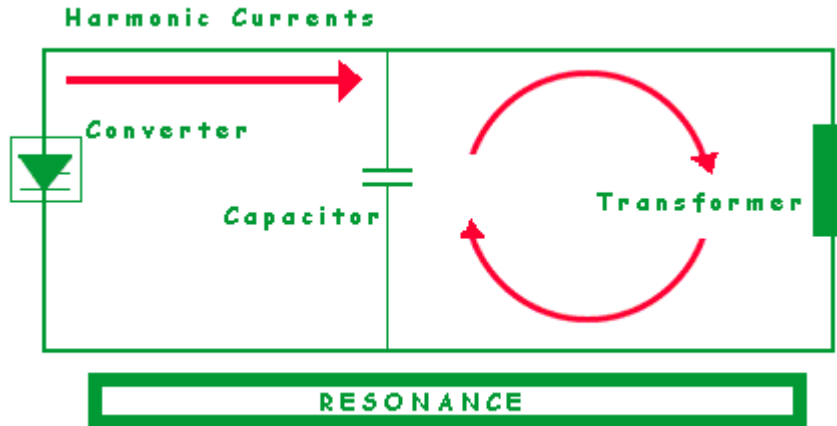 Harmonic Currents
Converter
Capacitor
Transformer
RESONANCE